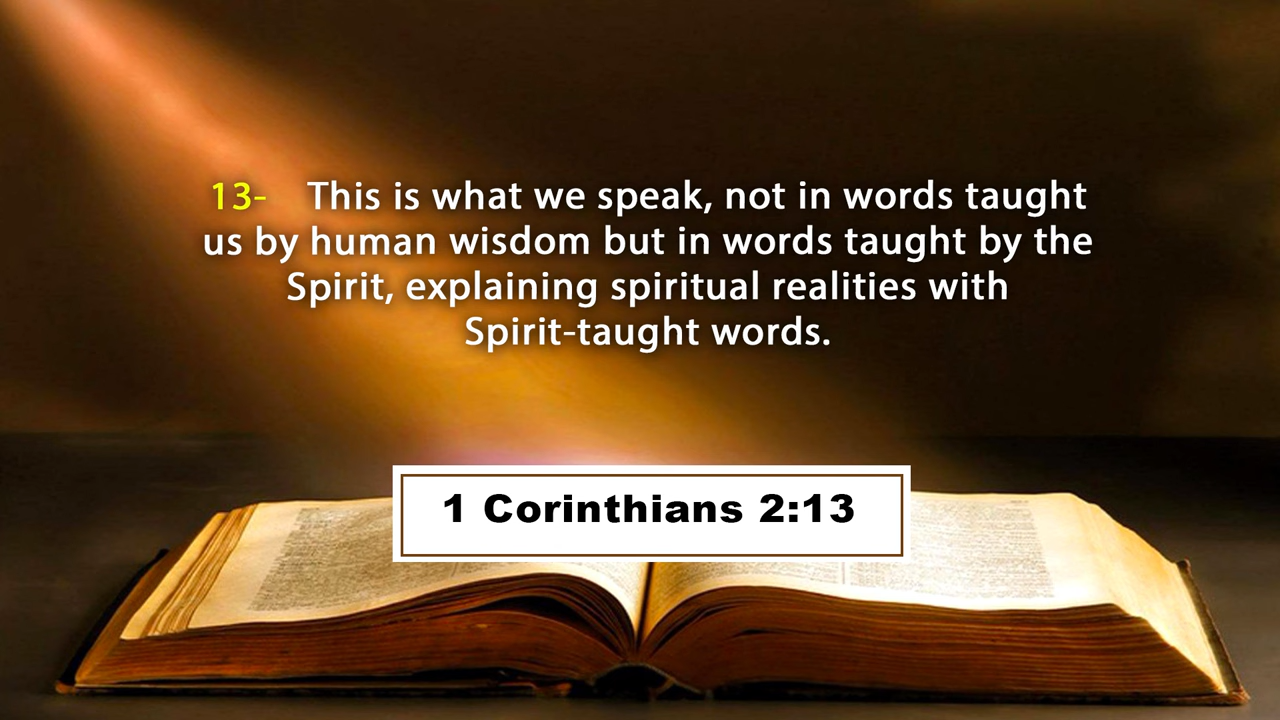 13- This is what we speak, not in words taught
us by human wisdom but in words taught by the
Spirit, explaining spiritual realities with
Spirit-taught words.
1 Corinthians 2:13